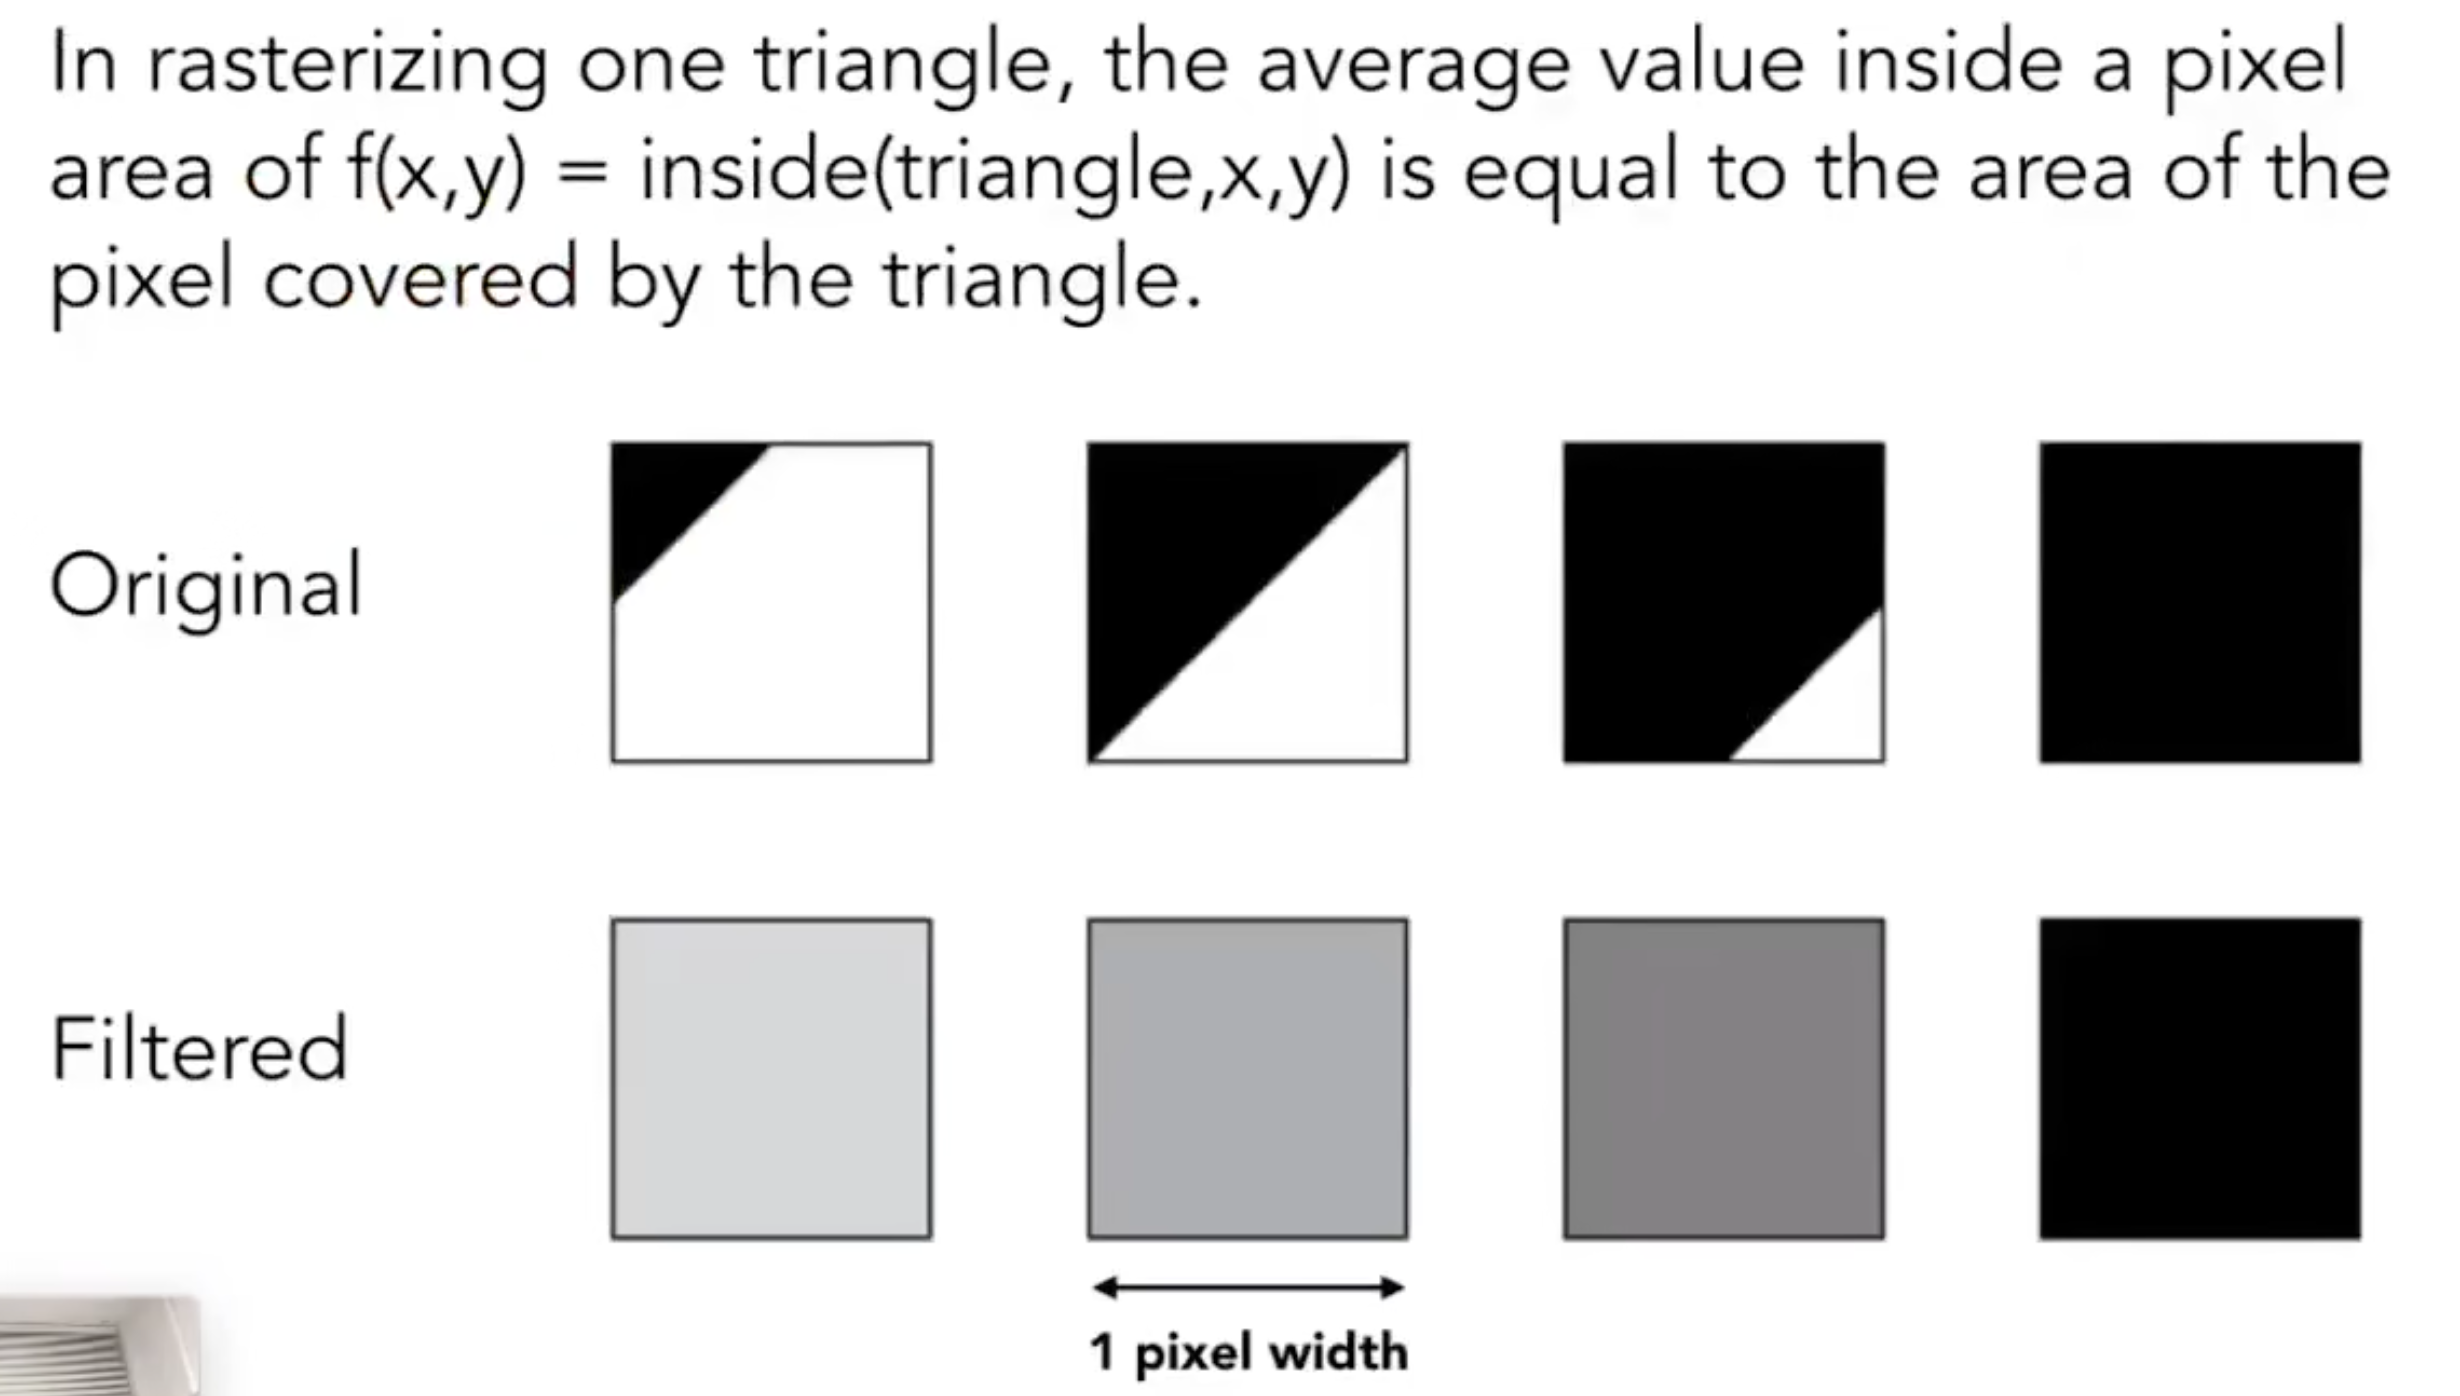 In rasterizing one triangle, the average value inside a pixel
area of f(x,y) = inside(triangle,x,y) is equal to the area of the
pixel covered by the triangle.
Original
Filtered
1 pixel width